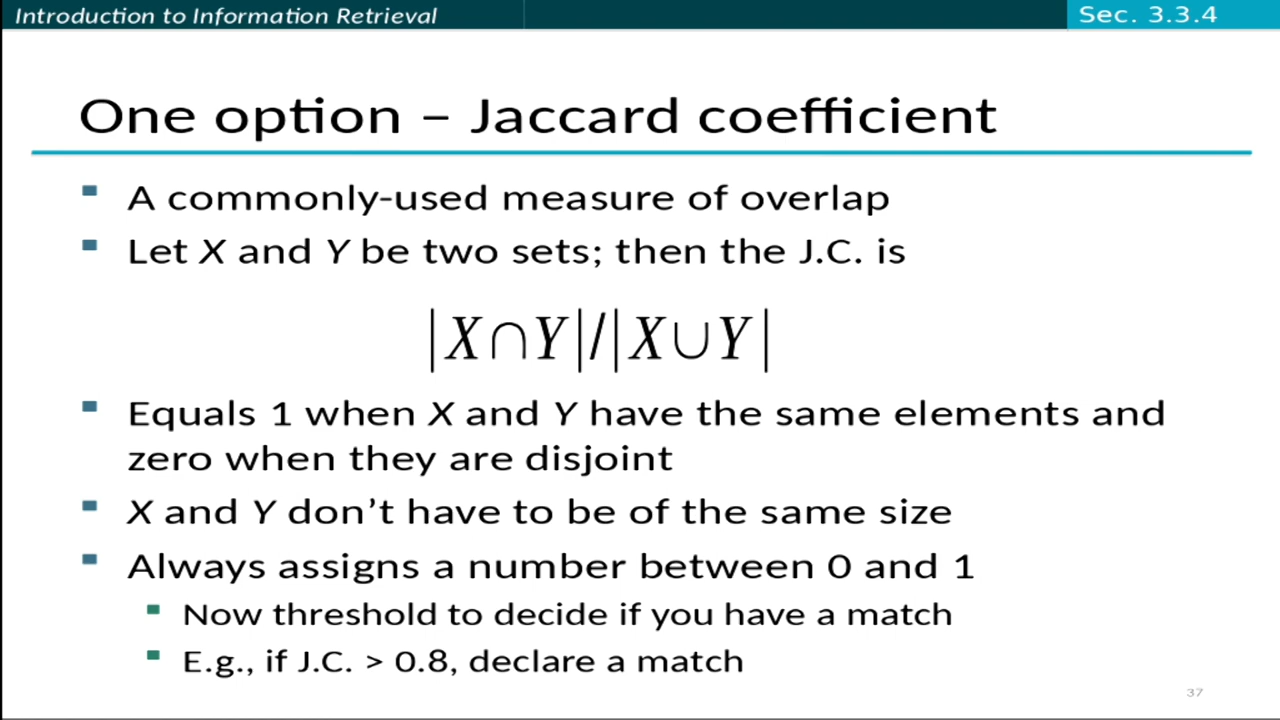 Introduction to Information Retrieval
Sec. 3.3.4
One option – Jaccard coefficient
A commonly-used measure of overlap
Let X and Y be two sets; then the J.C. is
|X∩Y|/|X∪Y|
Equals 1 when X and Y have the same elements and
zero when they are disjoint
X and Y don’t have to be of the same size
Always assigns a number between 0 and 1
Now threshold to decide if you have a match
E.g., if J.C. > 0.8, declare a match
37